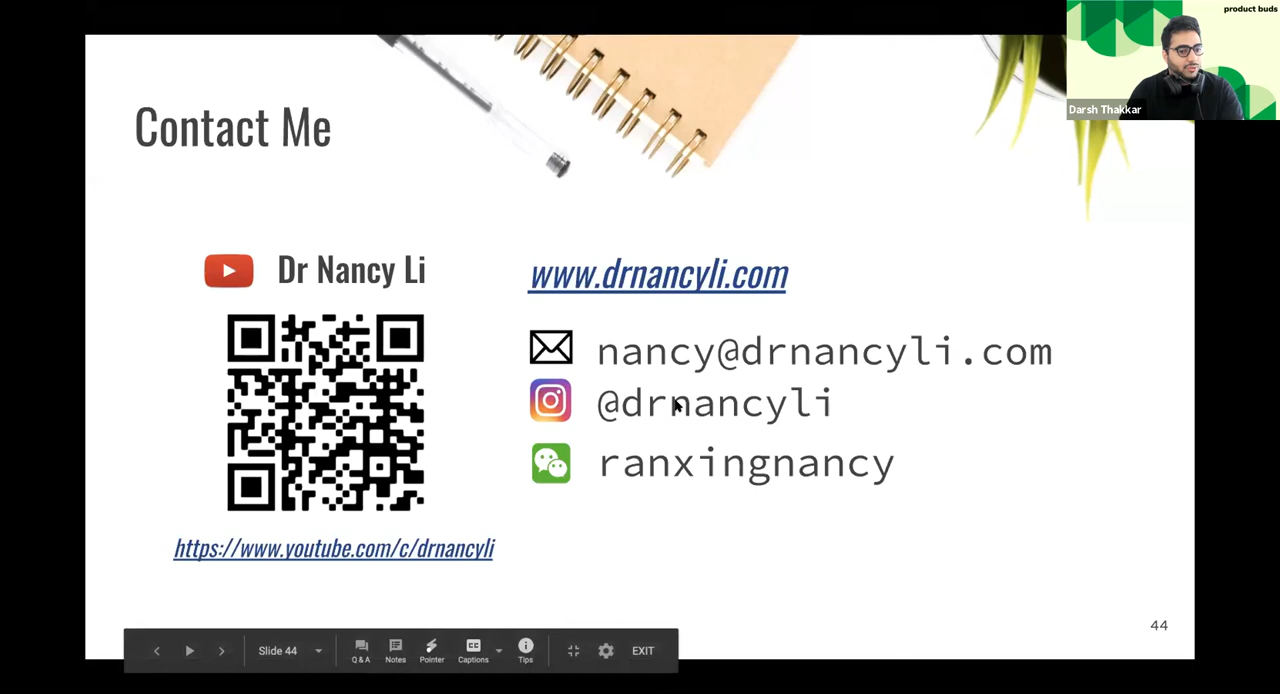 product buds
Darsh Thakkar
Contact Me
Dr Nancy Li
https://www.youtube.com/c/drnancyli
www.drnancyli.com
nancy@drnancyli.com
@drnancyli
ranxingnancy
44
Slide 44
Q & A
Notes
Pointer
CC
Captions
Tips
EXIT